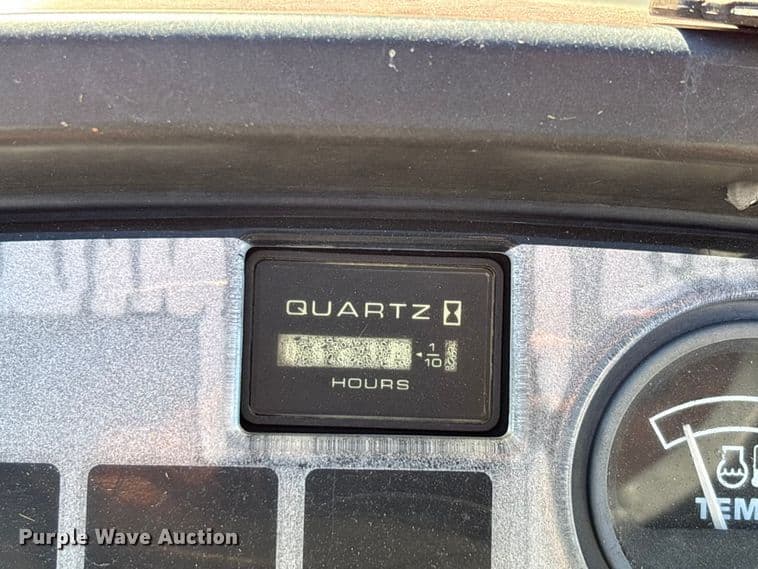 QUARTZ
1/10
HOURS
TEM
Purple Wave Auction